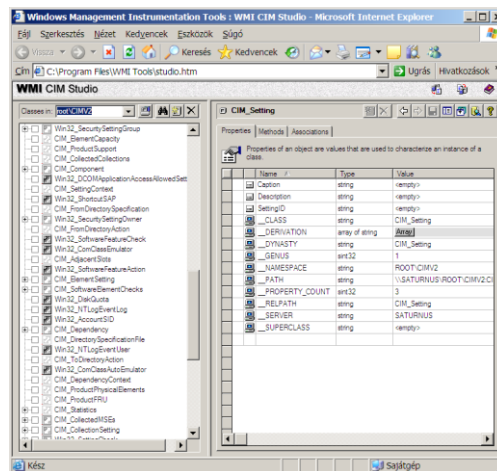 Windows Management Instrumentation Tools : WMI CIM Studio - Microsoft Internet Explorer
Fájl Szerkesztés Nézet Kedvencek Eszközök Súgó
Vissza Keresés Kedvencek
Cím C:\Program Files\WMI Tools\studio.htm Ugrás Hivatkozások
WMI CIM Studio
Classes in: root\CIMV2
Win32_SecuritySettingGroup
CIM_ElementCapacity
CIM_ProductSupport
CIM_CollectedCollections
CIM_Component
Win32_DCOMApplicationAccessAllowedSett
CIM_SettingContext
Win32_ShortcutSAP
CIM_FromDirectorySpecification
Win32_SecuritySettingOwner
CIM_FromDirectoryAction
Win32_SoftwareFeatureCheck
Win32_ComClassEmulator
CIM_AdjacentSlots
Win32_SoftwareFeatureAction
CIM_ElementSetting
CIM_SoftwareElementChecks
Win32_DiskQuota
Win32_NTLogEventLog
Win32_AccountSID
CIM_Dependency
CIM_DirectorySpecificationFile
Win32_NTLogEventUser
CIM_ToDirectoryAction
Win32_ComClassAutoEmulator
CIM_DependencyContext
CIM_ProductPhysicalElements
CIM_ProductFRU
CIM_Statistics
CIM_CollectedMSEs
CIM_CollectionSetting
Win32_SettingCheck
CIM_Setting
Properties Methods Associations
Properties of an object are values that are used to characterize an instance of a
class.
Name Type Value
Caption string <empty>
Description string <empty>
SettingID string <empty>
__CLASS string CIM_Setting
__DERIVATION array of string Array
__DYNASTY string CIM_Setting
__GENUS sint32 1
__NAMESPACE string ROOT\CIMV2
__PATH string \\SATURNUS\ROOT\CIMV2:CI
__PROPERTY_COUNT sint32 3
__RELPATH string CIM_Setting
__SERVER string SATURNUS
__SUPERCLASS string <empty>
Kész Sajátgép